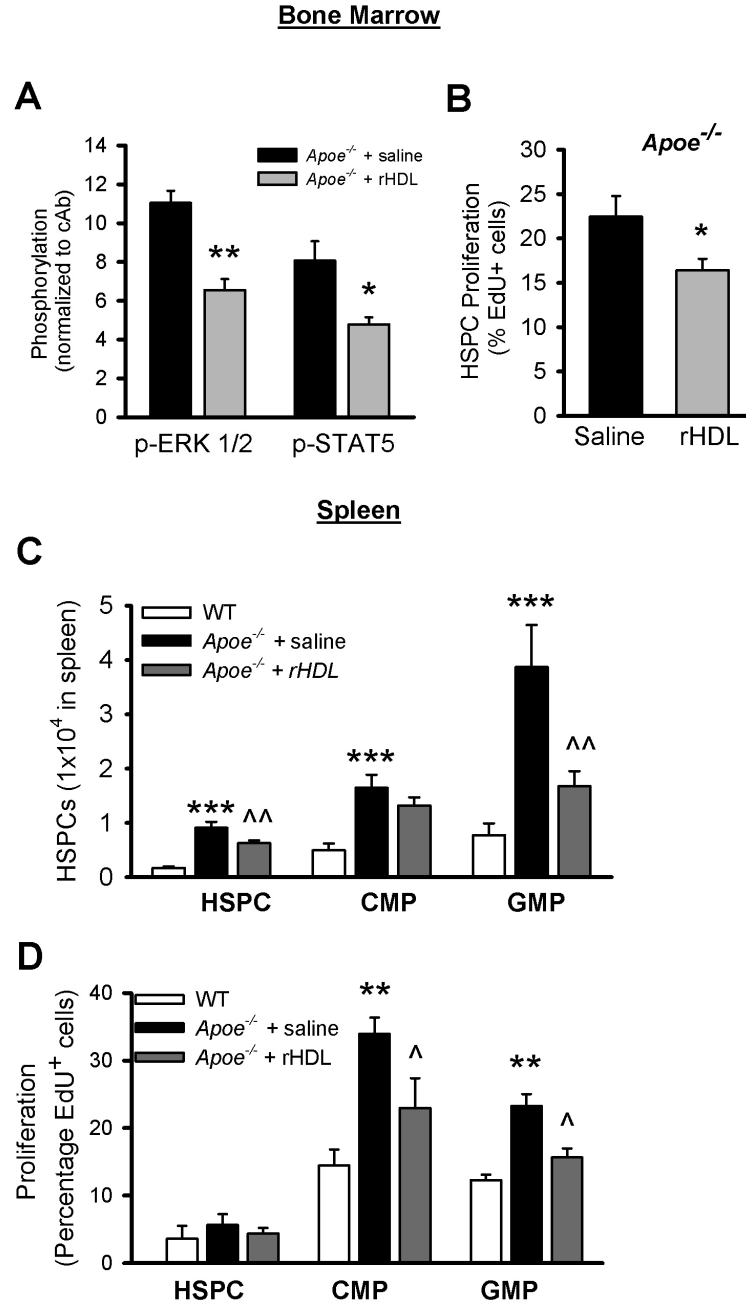 Bone Marrow
A
Phosphorylation
(normalized to cAb)
14
12
10
8
6
4
2
0
Apoe-/- + saline
Apoe-/- + rHDL
**
*
p-ERK 1/2 p-STAT5
B
HSPC Proliferation
(% EdU+ cells)
30
25
20
15
10
5
0
Apoe-/-
*
Saline rHDL
Spleen
C
HSPCs (1x10^4 in spleen)
5
4
3
2
1
0
WT
Apoe-/- + saline
Apoe-/- + rHDL
*** ^^
***
***
^^
HSPC CMP GMP
D
Proliferation
(Percentage EdU+ cells)
40
30
20
10
0
WT
Apoe-/- + saline
Apoe-/- + rHDL
**
^
**
^
HSPC CMP GMP